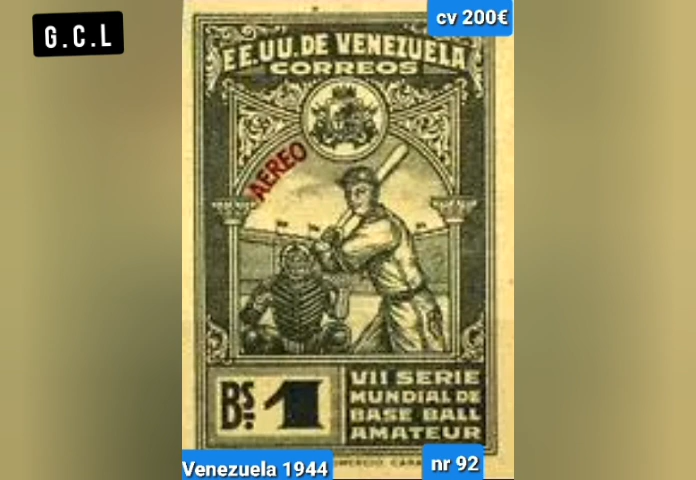 G.C.L
cv 200€
EE.UU.DE VENEZUELA
CORREOS
AEREO
BS 1
VII SERIE
MUNDIAL DE
BASE BALL
AMATEUR
Venezuela 1944
nr 92